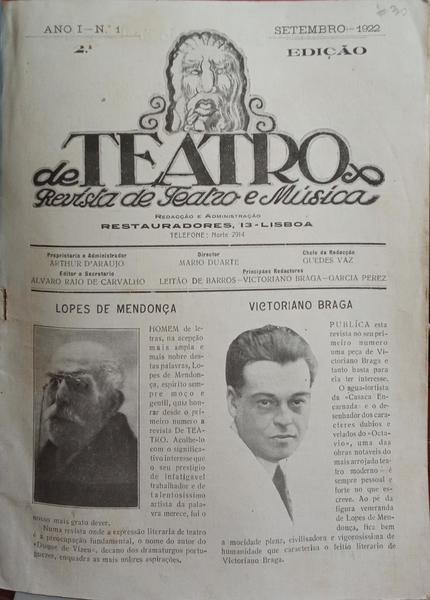 ANO I—N.º 1
SETEMBRO—1922
2.ª
EDIÇÃO
de TEATRO
Revista de Teatro e Música
REDACÇÃO E ADMINISTRAÇÃO
RESTAURADORES, 13-LISBOA
TELEFONE: Norte 2914
Proprietario e Administrador
ARTHUR D'ARAUJO
Editor e Secretario
ALVARO RAIO DE CARVALHO
Director
MARIO DUARTE
Chefe da Redacção
GUEDES VAZ
Principaes Redactores
LEITÃO DE BARROS—VICTORIANO BRAGA—GARCIA PEREZ
LOPES DE MENDONÇA
HOMEM de le-
tras, na acepção
mais ampla e
mais nobre des-
tas palavras, Lopes
de Mendon-
ça, espirito sem-
pre moço e
gentil, quiz hon-
rar desde o pri-
meiro numero a
revista De TEA-
TRO. Acolhe-lo
com o significa-
tivo interesse que
o seu prestigio
de infatigavel
trabalhador e de
talentosissimo
artista da pala-
vra merece, fui o
nosso mais grato dever.
Numa revista onde a expressão literaria de teatro
é a preocupação fundamental, o nome do autor do
«Duque de Vizeu», decano dos dramaturgos portu-
guezes, enquadra as mais nobres aspirações.
VICTORIANO BRAGA
PUBLICA esta
revista no seu pri-
meiro numero
uma peça de Vi-
ctoriano Braga e
tanto basta para
ela ter interesse.
O agua-fortista
da «Casaca En-
carnada» e o de-
senhador dos cara-
cteres dubios e
velados do «Octa-
vio», uma das
obras notaveis do
mais arrojado tea-
tro moderno—é
sempre pessoal e
forte no que es-
creve. Ao pé da
figura veneranda
de Lopes de Men-
donça, fica bem
a mocidade plena, civilisadora e vigorosissima de
humanidade que caracterisa o feitio literario de
Victoriano Braga.